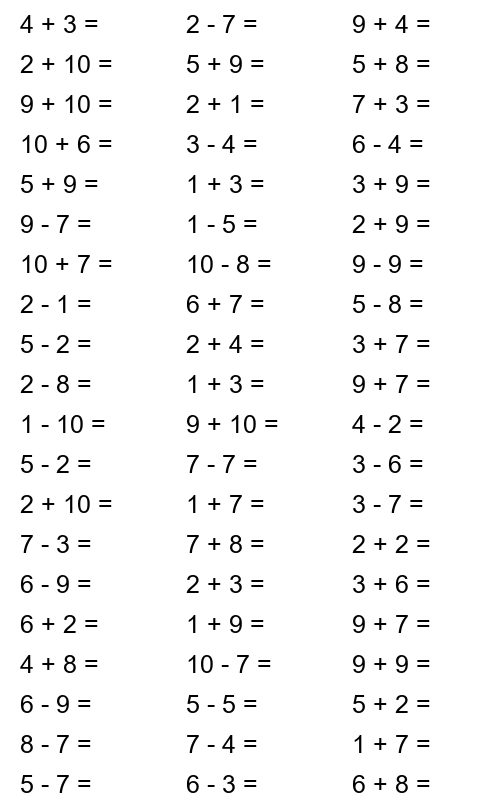 4 + 3 = 2 - 7 = 9 + 4 =
2 + 10 = 5 + 9 = 5 + 8 =
9 + 10 = 2 + 1 = 7 + 3 =
10 + 6 = 3 - 4 = 6 - 4 =
5 + 9 = 1 + 3 = 3 + 9 =
9 - 7 = 1 - 5 = 2 + 9 =
10 + 7 = 10 - 8 = 9 - 9 =
2 - 1 = 6 + 7 = 5 - 8 =
5 - 2 = 2 + 4 = 3 + 7 =
2 - 8 = 1 + 3 = 9 + 7 =
1 - 10 = 9 + 10 = 4 - 2 =
5 - 2 = 7 - 7 = 3 - 6 =
2 + 10 = 1 + 7 = 3 - 7 =
7 - 3 = 7 + 8 = 2 + 2 =
6 - 9 = 2 + 3 = 3 + 6 =
6 + 2 = 1 + 9 = 9 + 7 =
4 + 8 = 10 - 7 = 9 + 9 =
6 - 9 = 5 - 5 = 5 + 2 =
8 - 7 = 7 - 4 = 1 + 7 =
5 - 7 = 6 - 3 = 6 + 8 =